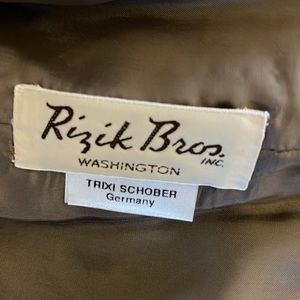 Rizik Bros.
INC.
WASHINGTON
TRIXI SCHOBER
Germany